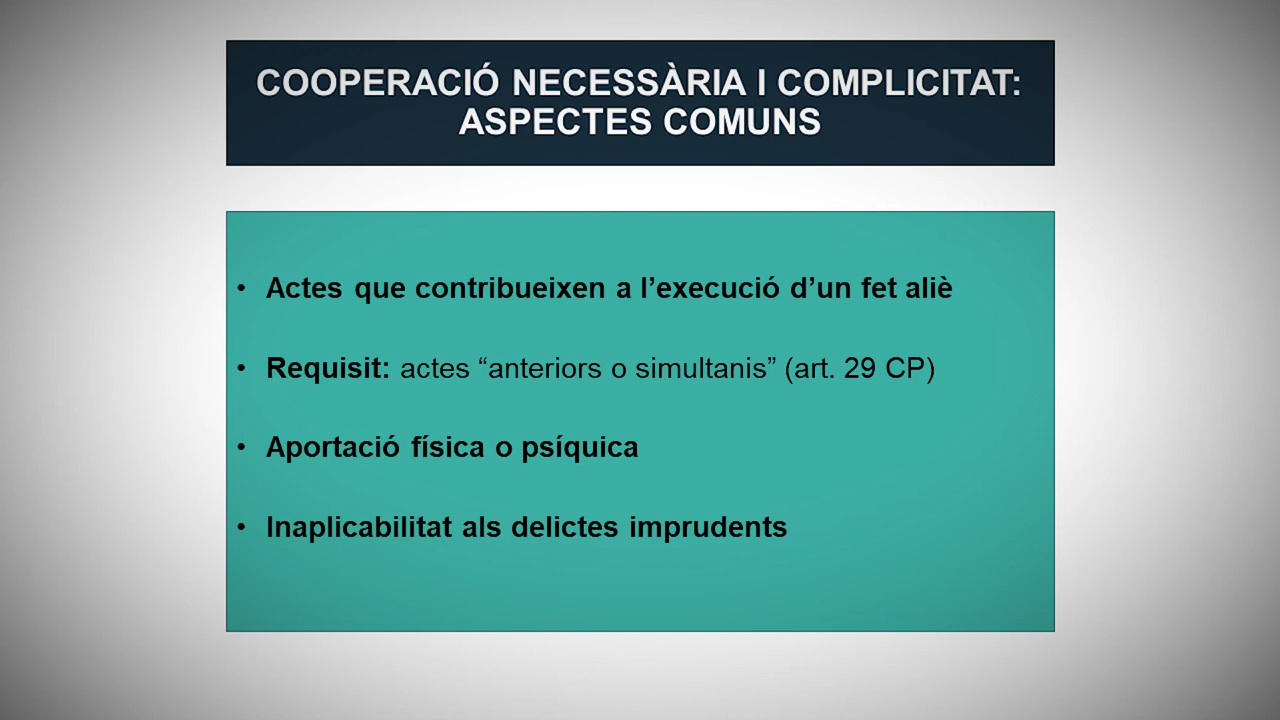 COOPERACIÓ NECESSÀRIA I COMPLICITAT:
ASPECTES COMUNS
• Actes que contribueixen a l’execució d’un fet aliè
• Requisit: actes “anteriors o simultanis” (art. 29 CP)
• Aportació física o psíquica
• Inaplicabilitat als delictes imprudents